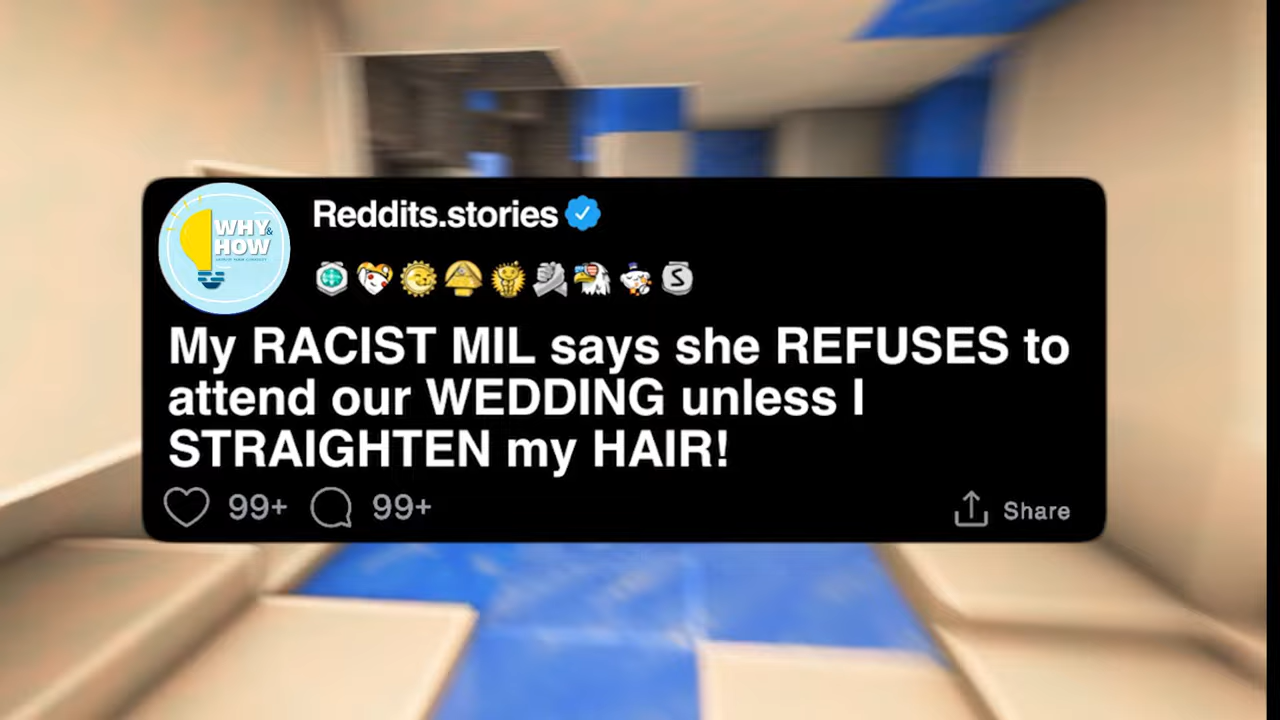 WHY&
HOW
Reddits.stories
My RACIST MIL says she REFUSES to
attend our WEDDING unless I
STRAIGHTEN my HAIR!
99+ 99+ Share